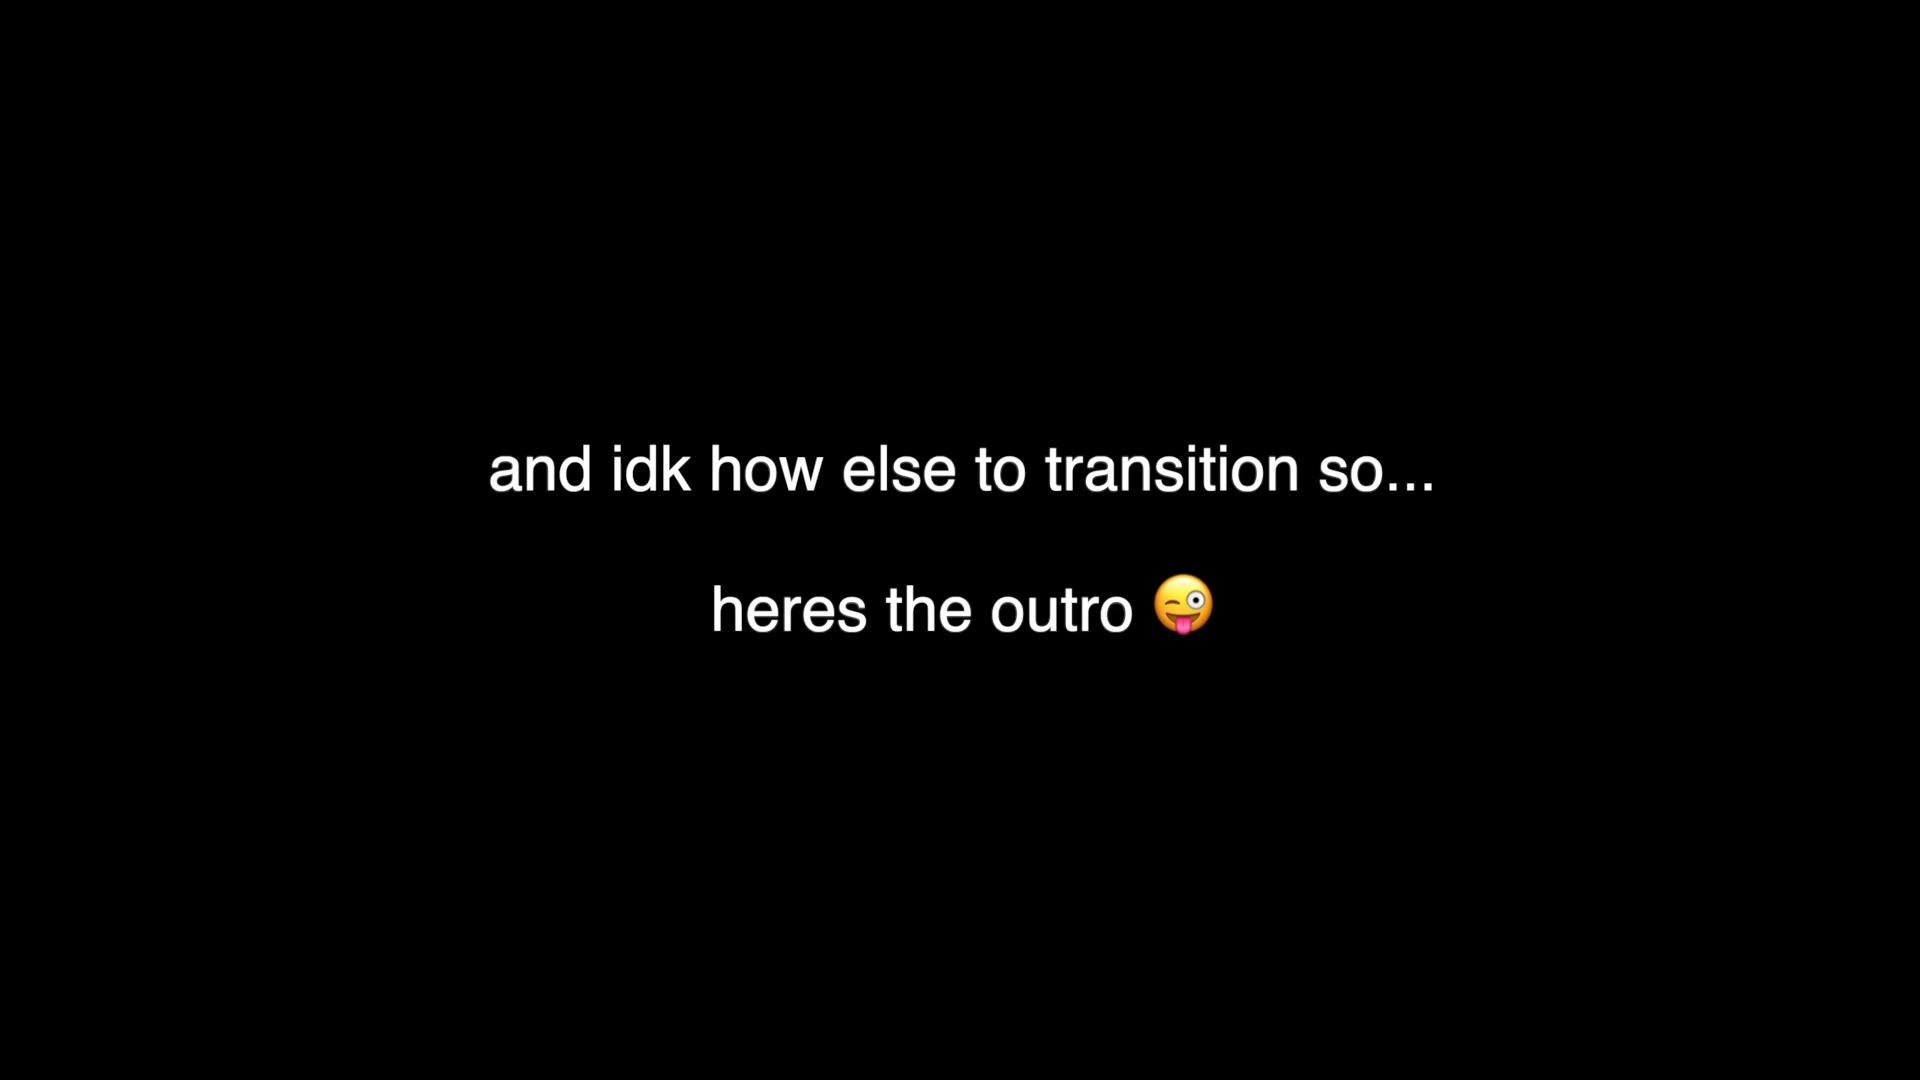 and idk how else to transition so...
heres the outro 😜